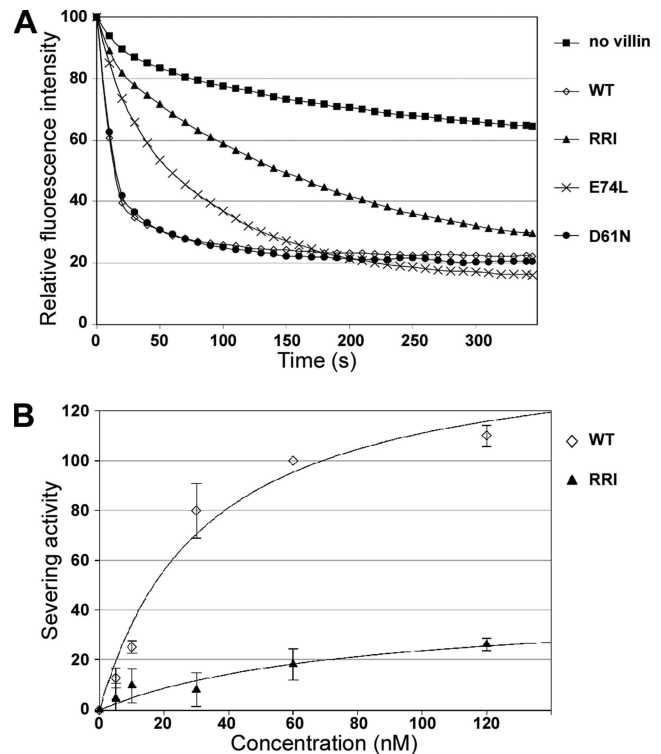 A
Relative fluorescence intensity
100
80
60
40
20
0
0 50 100 150 200 250 300
Time (s)
no villin
WT
RRI
E74L
D61N
B
Severing activity
120
100
80
60
40
20
0
0 20 40 60 80 100 120
Concentration (nM)
WT
RRI